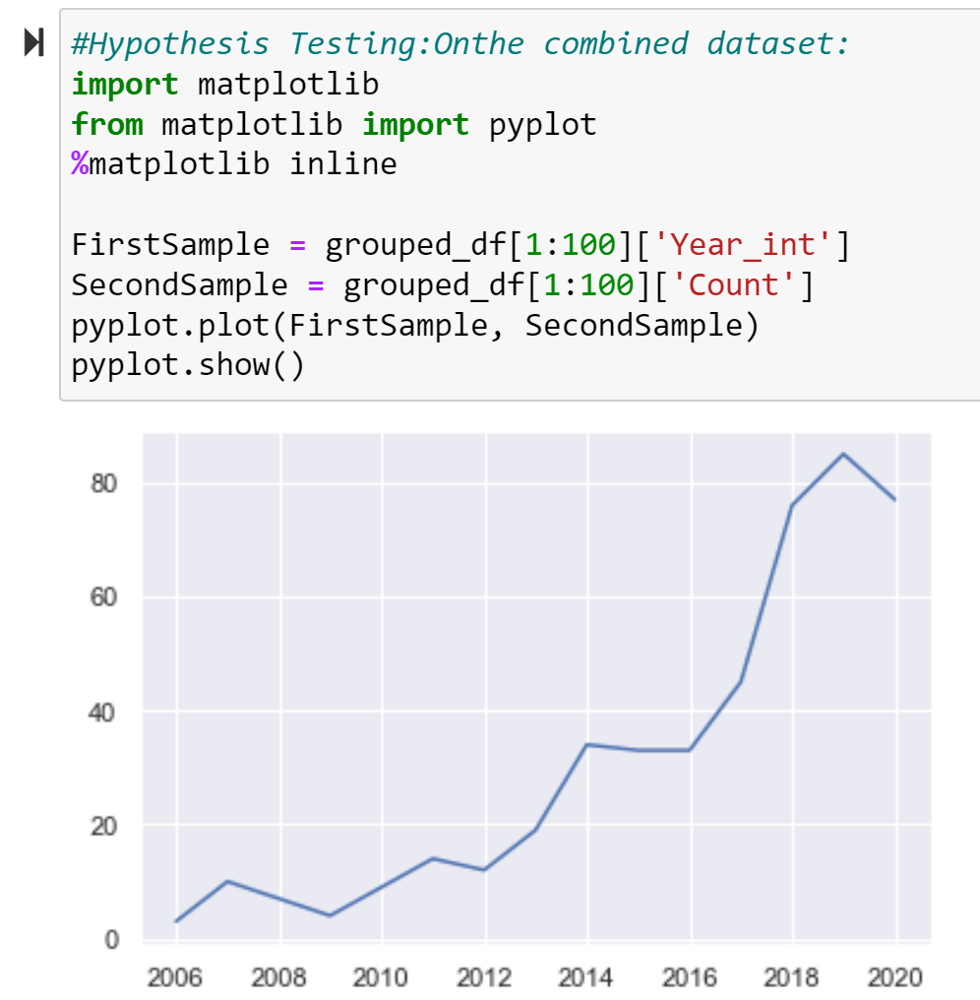 #Hypothesis Testing:Onthe combined dataset:
import matplotlib
from matplotlib import pyplot
%matplotlib inline
FirstSample = grouped_df[1:100]['Year_int']
SecondSample = grouped_df[1:100]['Count']
pyplot.plot(FirstSample, SecondSample)
pyplot.show()
80
60
40
20
0
2006 2008 2010 2012 2014 2016 2018 2020